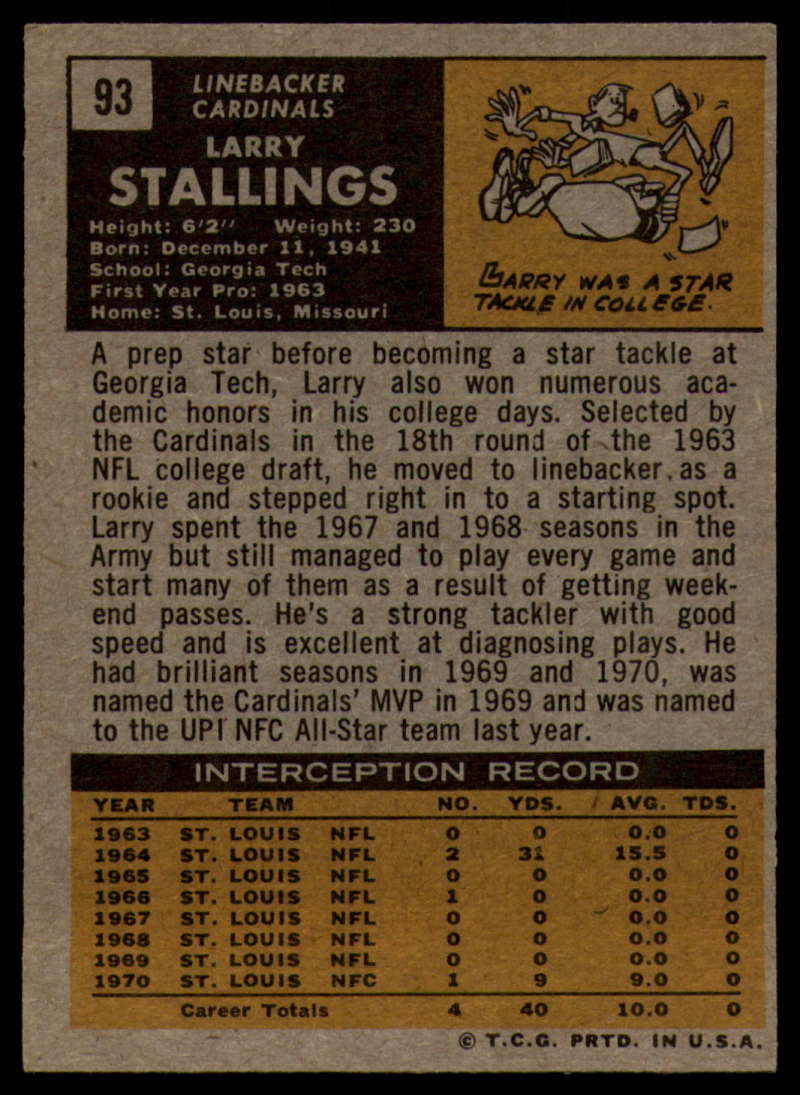 93
LINEBACKER
CARDINALS
LARRY
STALLINGS
Height: 6'2" Weight: 230
Born: December 11, 1941
School: Georgia Tech
First Year Pro: 1963
Home: St. Louis, Missouri
BARRY WAS A STAR
TACKLE IN COLLEGE.
A prep star before becoming a star tackle at
Georgia Tech, Larry also won numerous aca-
demic honors in his college days. Selected by
the Cardinals in the 18th round of the 1963
NFL college draft, he moved to linebacker as a
rookie and stepped right in to a starting spot.
Larry spent the 1967 and 1968 seasons in the
Army but still managed to play every game and
start many of them as a result of getting week-
end passes. He's a strong tackler with good
speed and is excellent at diagnosing plays. He
had brilliant seasons in 1969 and 1970, was
named the Cardinals' MVP in 1969 and was named
to the UPI NFC All-Star team last year.
INTERCEPTION RECORD
YEAR TEAM NO. YDS. AVG. TDS.
1963 ST. LOUIS NFL 0 0 0.0 0
1964 ST. LOUIS NFL 2 31 15.5 0
1965 ST. LOUIS NFL 0 0 0.0 0
1966 ST. LOUIS NFL 1 0 0.0 0
1967 ST. LOUIS NFL 0 0 0.0 0
1968 ST. LOUIS NFL 0 0 0.0 0
1969 ST. LOUIS NFL 0 0 0.0 0
1970 ST. LOUIS NFC 1 9 9.0 0
Career Totals 4 40 10.0 0
© T.C.G. PRTD. IN U.S.A.